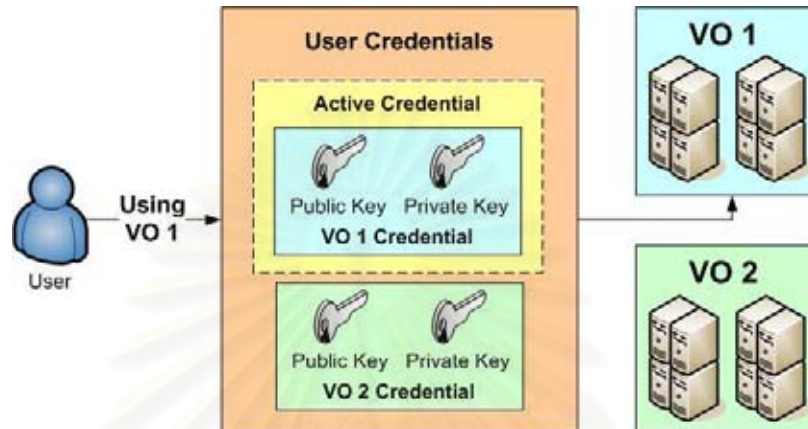 User Credentials
Active Credential
Public Key Private Key
VO 1 Credential
Using
VO 1
User
Public Key Private Key
VO 2 Credential
VO 1
VO 2